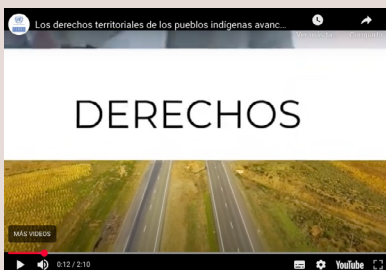 Los derechos territoriales de los pueblos indígenas avanc...
DERECHOS
MÁS VIDEOS
0:12 / 2:10
YouTube